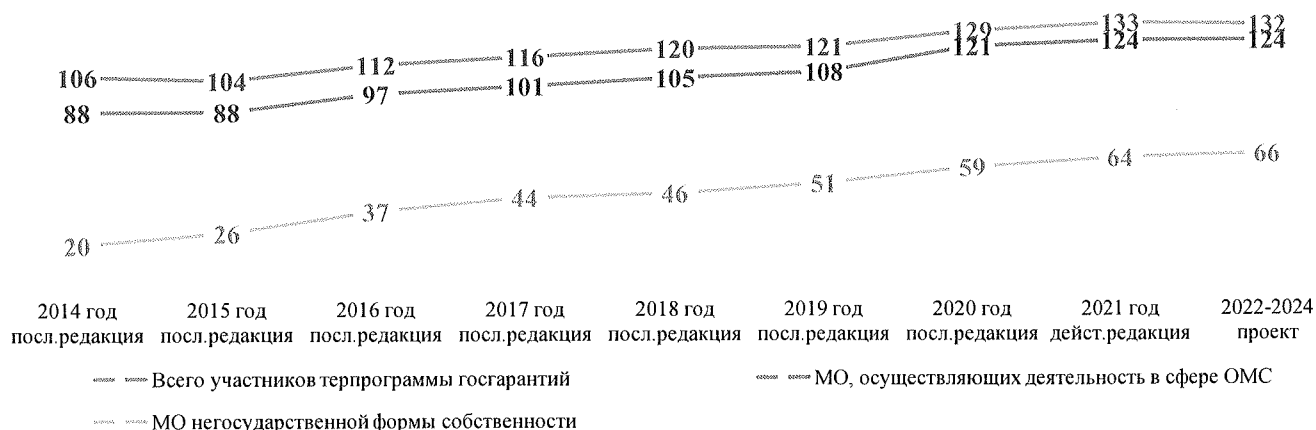 106 104 112 116 120 121 129 133 132
88 88 97 101 105 108 121 124 124
20 26 37 44 46 51 59 64 66
2014 год 2015 год 2016 год 2017 год 2018 год 2019 год 2020 год 2021 год 2022-2024
посл.редакция посл.редакция посл.редакция посл.редакция посл.редакция посл.редакция посл.редакция дейст.редакция проект
Всего участников терпрограммы госгарантий МО, осуществляющих деятельность в сфере ОМС
МО негосударственной формы собственности